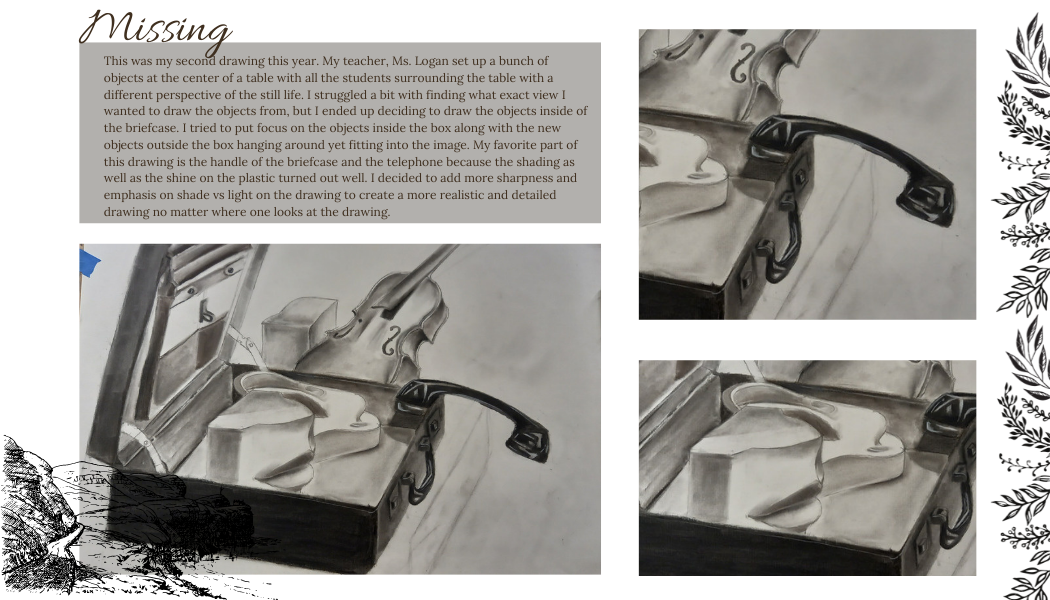 Missing
This was my second drawing this year. My teacher, Ms. Logan set up a bunch of
objects at the center of a table with all the students surrounding the table with a
different perspective of the still life. I struggled a bit with finding what exact view I
wanted to draw the objects from, but I ended up deciding to draw the objects inside of
the briefcase. I tried to put focus on the objects inside the box along with the new
objects outside the box hanging around yet fitting into the image. My favorite part of
this drawing is the handle of the briefcase and the telephone because the shading as
well as the shine on the plastic turned out well. I decided to add more sharpness and
emphasis on shade vs light on the drawing to create a more realistic and detailed
drawing no matter where one looks at the drawing.